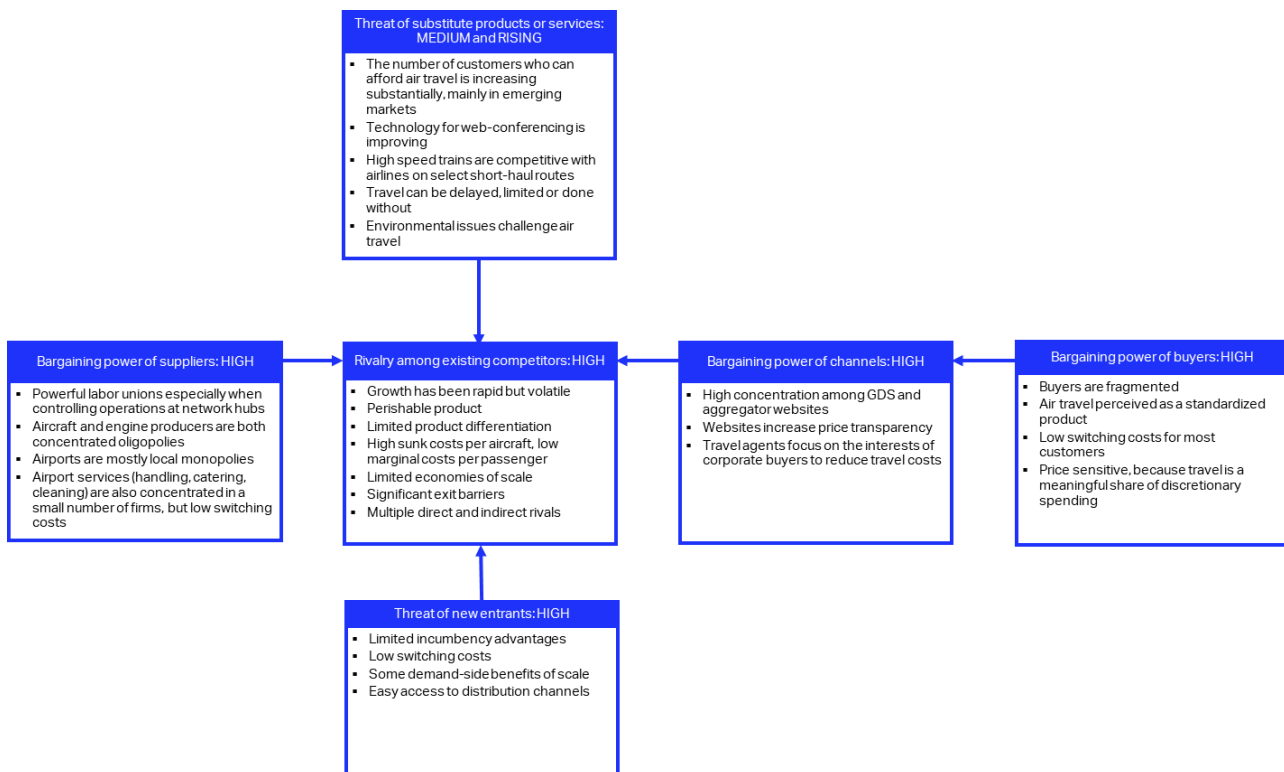 Threat of substitute products or services:
MEDIUM and RISING
▪ The number of customers who can
afford air travel is increasing
substantially, mainly in emerging
markets
▪ Technology for web-conferencing is
improving
▪ High speed trains are competitive with
airlines on select short-haul routes
▪ Travel can be delayed, limited or done
without
▪ Environmental issues challenge air
travel
Bargaining power of suppliers: HIGH
▪ Powerful labor unions especially when
controlling operations at network hubs
▪ Aircraft and engine producers are both
concentrated oligopolies
▪ Airports are mostly local monopolies
▪ Airport services (handling, catering,
cleaning) are also concentrated in a
small number of firms, but low switching
costs
Rivalry among existing competitors: HIGH
▪ Growth has been rapid but volatile
▪ Perishable product
▪ Limited product differentiation
▪ High sunk costs per aircraft, low
marginal costs per passenger
▪ Limited economies of scale
▪ Significant exit barriers
▪ Multiple direct and indirect rivals
Bargaining power of channels: HIGH
▪ High concentration among GDS and
aggregator websites
▪ Websites increase price transparency
▪ Travel agents focus on the interests of
corporate buyers to reduce travel costs
Bargaining power of buyers: HIGH
▪ Buyers are fragmented
▪ Air travel perceived as a standardized
product
▪ Low switching costs for most
customers
▪ Price sensitive, because travel is a
meaningful share of discretionary
spending
Threat of new entrants: HIGH
▪ Limited incumbency advantages
▪ Low switching costs
▪ Some demand-side benefits of scale
▪ Easy access to distribution channels